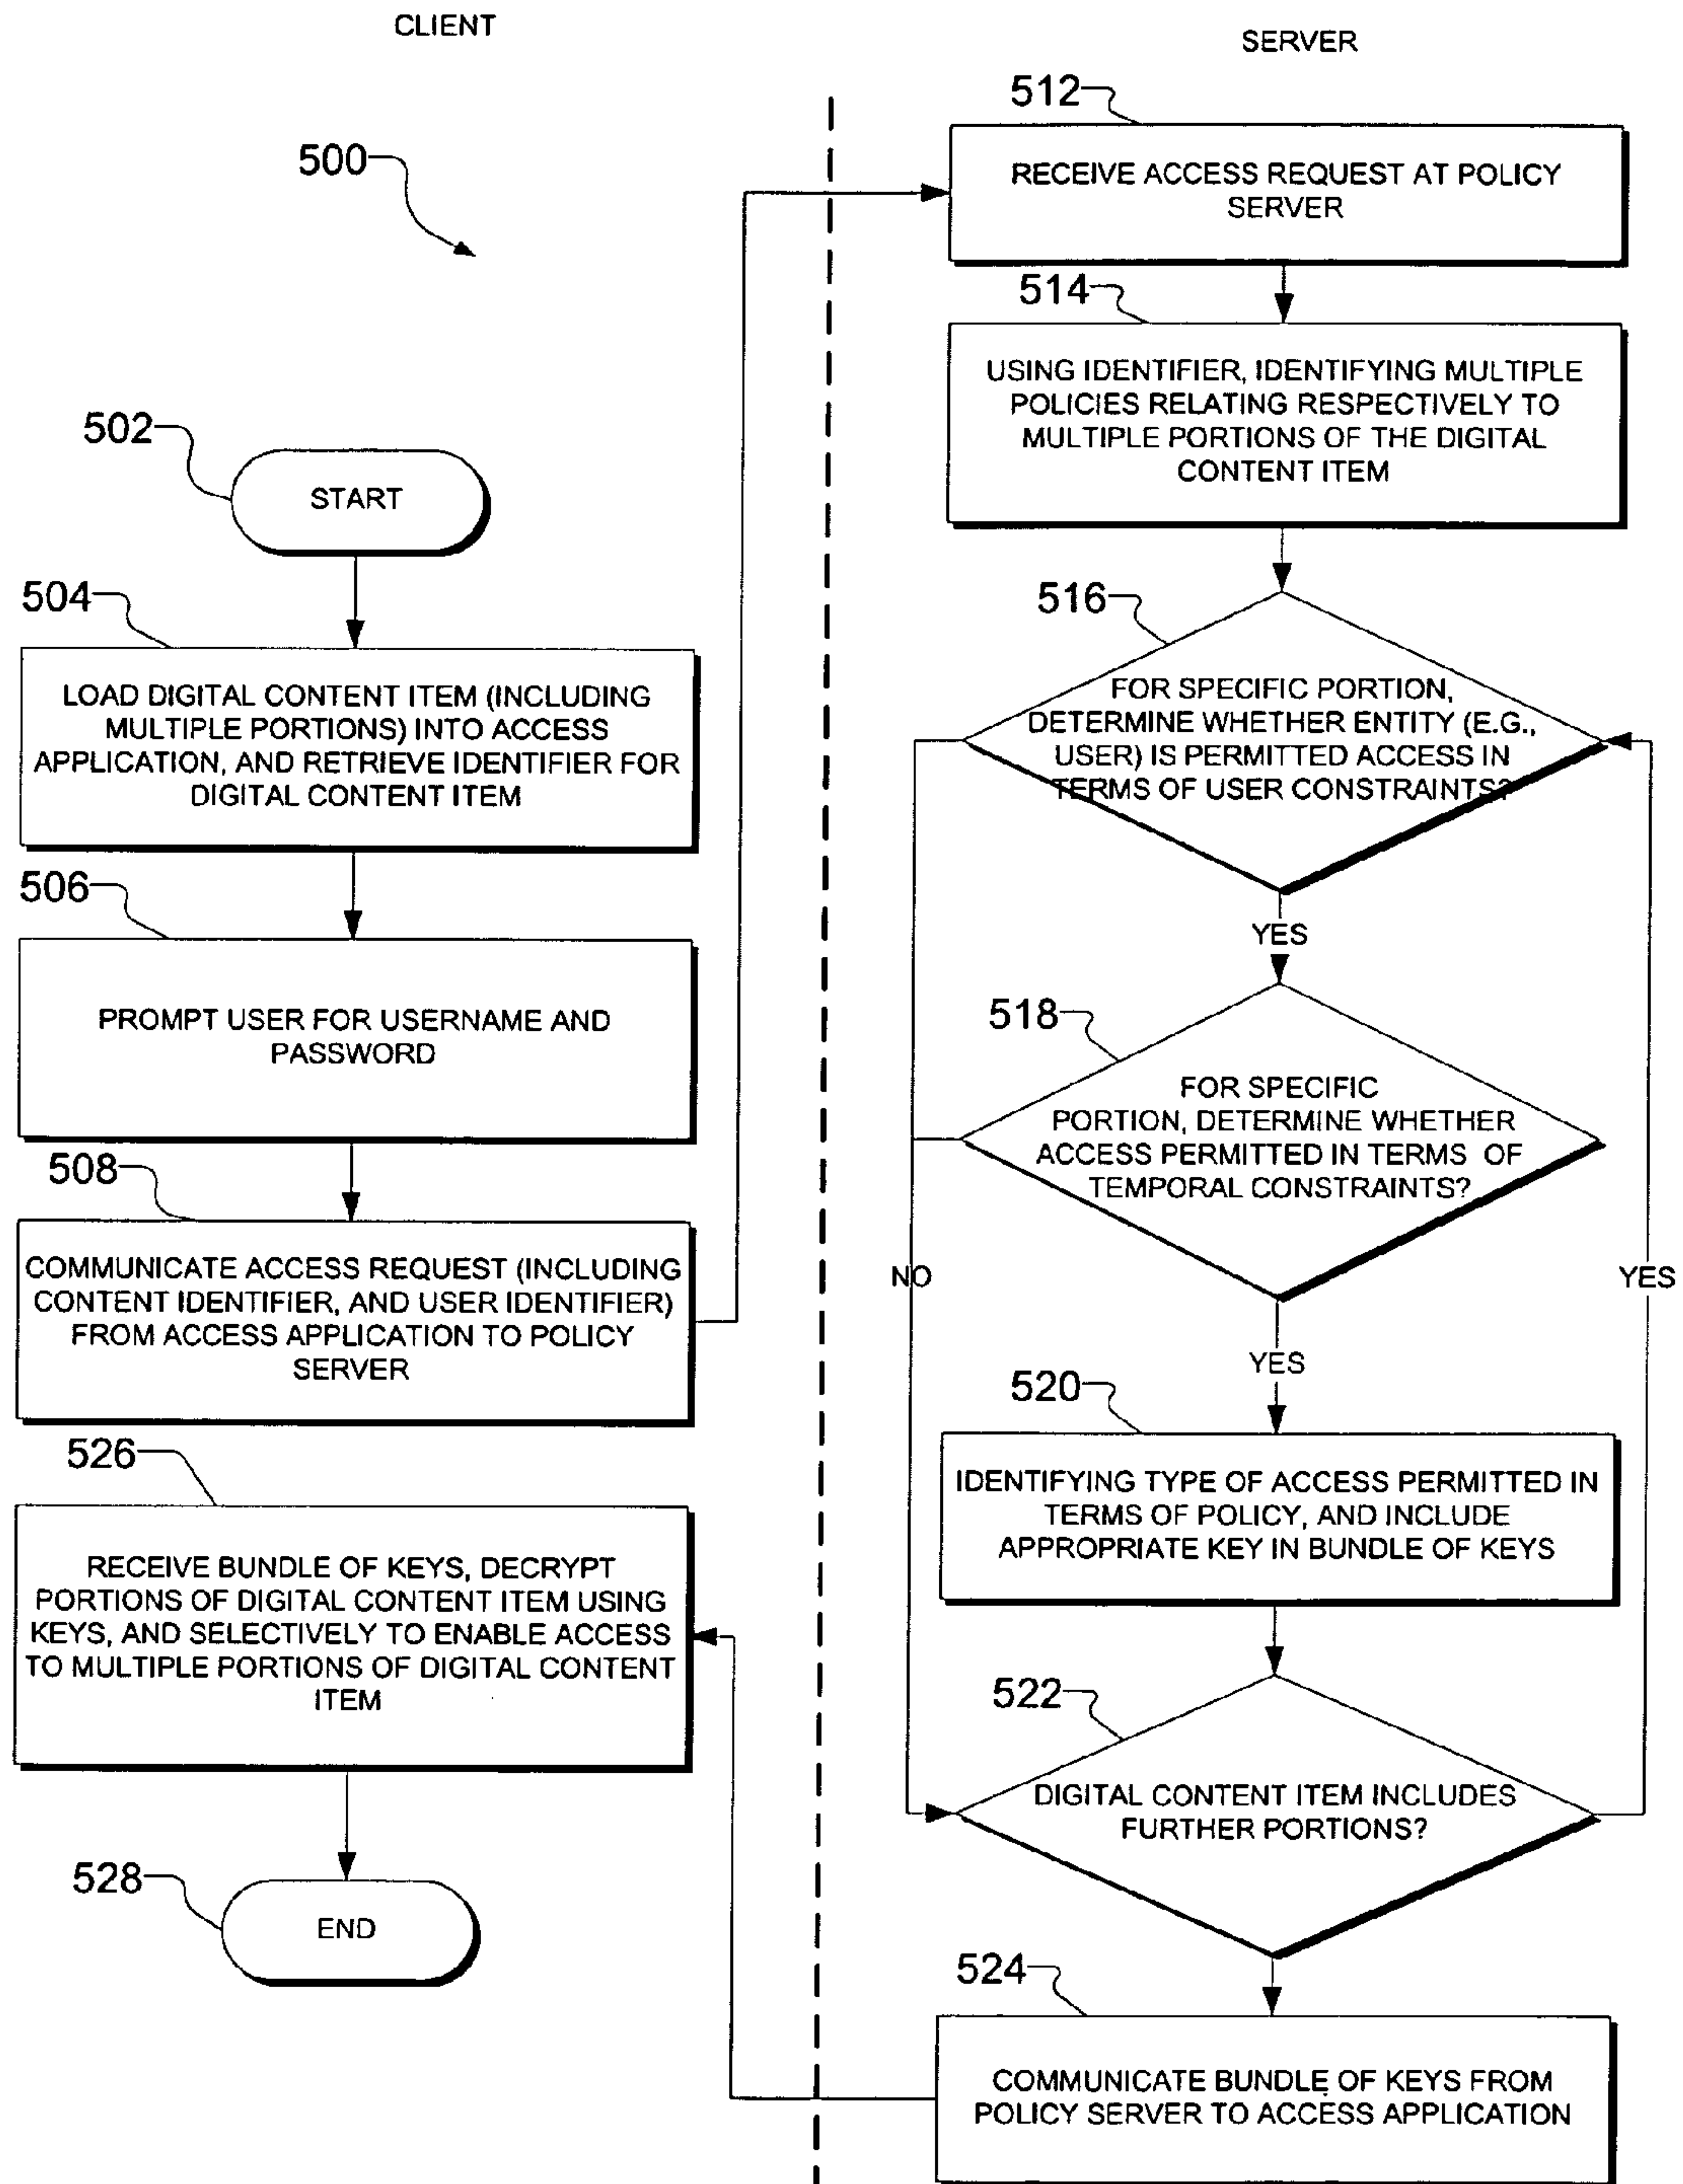 CLIENT
SERVER
500
502
START
504
LOAD DIGITAL CONTENT ITEM (INCLUDING
MULTIPLE PORTIONS) INTO ACCESS
APPLICATION, AND RETRIEVE IDENTIFIER FOR
DIGITAL CONTENT ITEM
506
PROMPT USER FOR USERNAME AND
PASSWORD
508
COMMUNICATE ACCESS REQUEST (INCLUDING
CONTENT IDENTIFIER, AND USER IDENTIFIER)
FROM ACCESS APPLICATION TO POLICY
SERVER
512
RECEIVE ACCESS REQUEST AT POLICY
SERVER
514
USING IDENTIFIER, IDENTIFYING MULTIPLE
POLICIES RELATING RESPECTIVELY TO
MULTIPLE PORTIONS OF THE DIGITAL
CONTENT ITEM
516
FOR SPECIFIC PORTION,
DETERMINE WHETHER ENTITY (E.G.,
USER) IS PERMITTED ACCESS IN
TERMS OF USER CONSTRAINTS?
YES
518
FOR SPECIFIC
PORTION, DETERMINE WHETHER
ACCESS PERMITTED IN TERMS OF
TEMPORAL CONSTRAINTS?
NO
YES
YES
520
IDENTIFYING TYPE OF ACCESS PERMITTED IN
TERMS OF POLICY, AND INCLUDE
APPROPRIATE KEY IN BUNDLE OF KEYS
522
DIGITAL CONTENT ITEM INCLUDES
FURTHER PORTIONS?
524
COMMUNICATE BUNDLE OF KEYS FROM
POLICY SERVER TO ACCESS APPLICATION
526
RECEIVE BUNDLE OF KEYS, DECRYPT
PORTIONS OF DIGITAL CONTENT ITEM USING
KEYS, AND SELECTIVELY TO ENABLE ACCESS
TO MULTIPLE PORTIONS OF DIGITAL CONTENT
ITEM
528
END